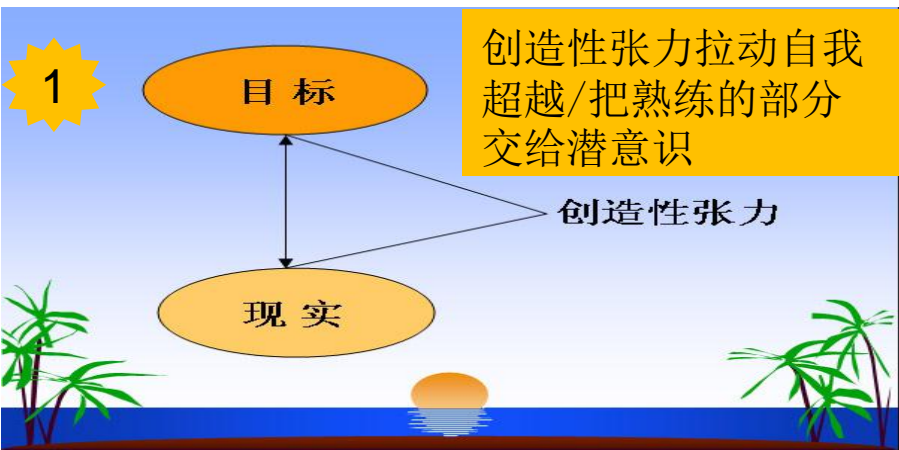 1
目标
创造性张力拉动自我
超越/把熟练的部分
交给潜意识
创造性张力
现实